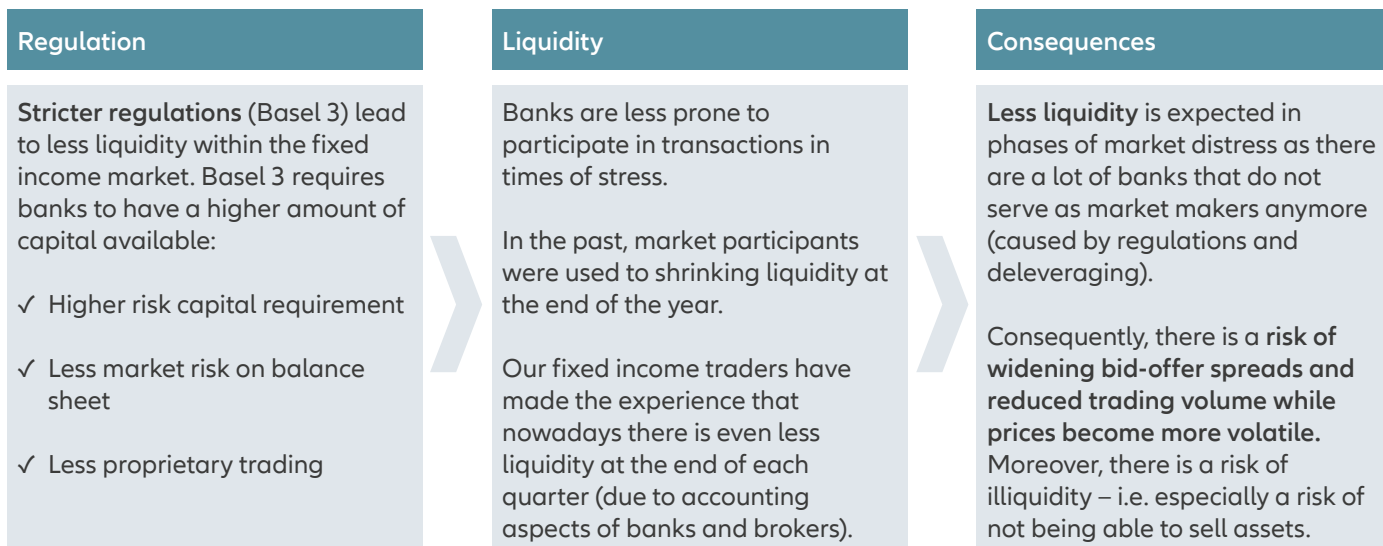 Regulation
Stricter regulations (Basel 3) lead
to less liquidity within the fixed
income market. Basel 3 requires
banks to have a higher amount of
capital available:
✓ Higher risk capital requirement
✓ Less market risk on balance
sheet
✓ Less proprietary trading
Liquidity
Banks are less prone to
participate in transactions in
times of stress.
In the past, market participants
were used to shrinking liquidity at
the end of the year.
Our fixed income traders have
made the experience that
nowadays there is even less
liquidity at the end of each
quarter (due to accounting
aspects of banks and brokers).
Consequences
Less liquidity is expected in
phases of market distress as there
are a lot of banks that do not
serve as market makers anymore
(caused by regulations and
deleveraging).
Consequently, there is a risk of
widening bid-offer spreads and
reduced trading volume while
prices become more volatile.
Moreover, there is a risk of
illiquidity – i.e. especially a risk of
not being able to sell assets.